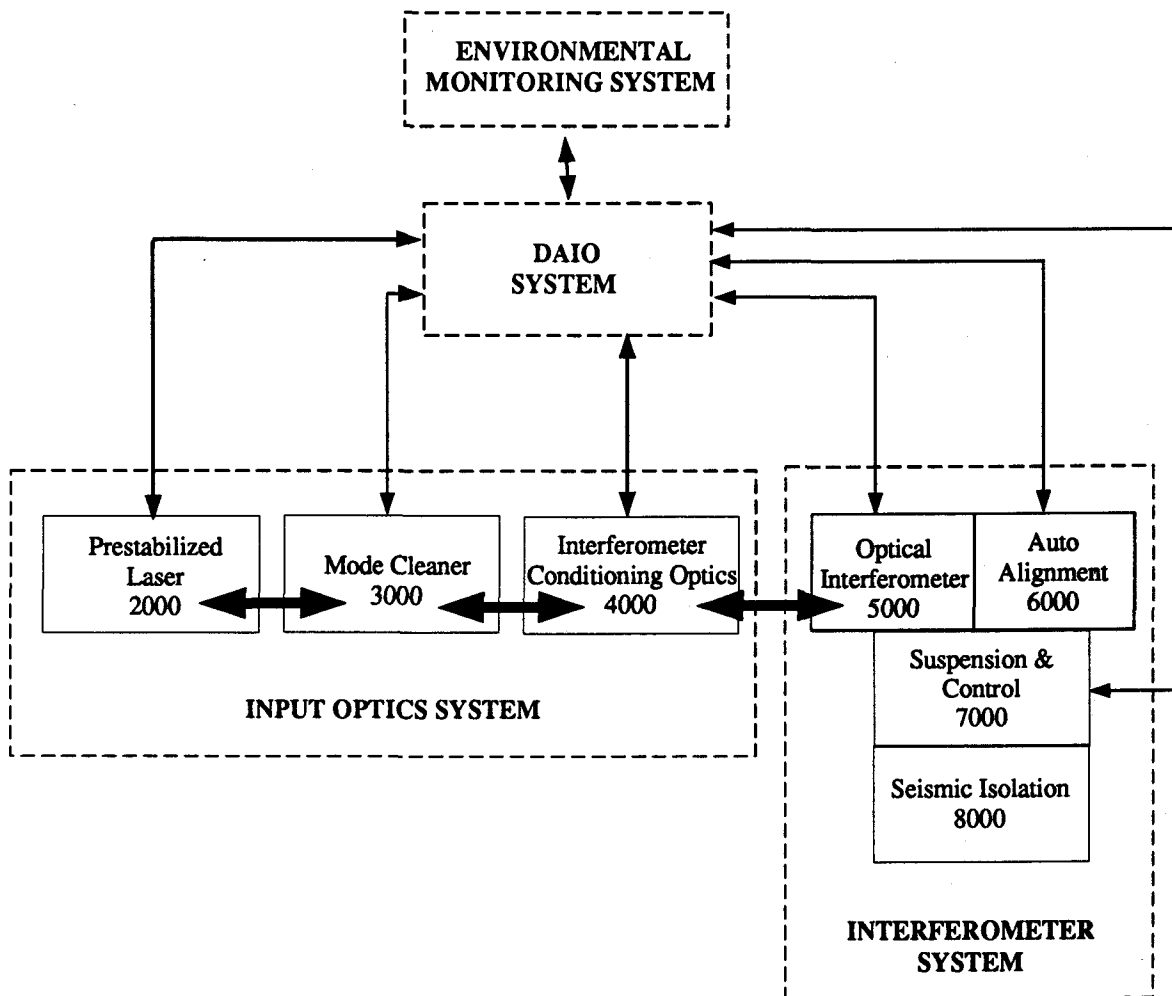 ENVIRONMENTAL
MONITORING SYSTEM
DAIO
SYSTEM
Prestabilized
Laser
2000
Mode Cleaner
3000
Interferometer
Conditioning Optics
4000
Optical
Interferometer
5000
Auto
Alignment
6000
Suspension &
Control
7000
INPUT OPTICS SYSTEM
Seismic Isolation
8000
INTERFEROMETER
SYSTEM